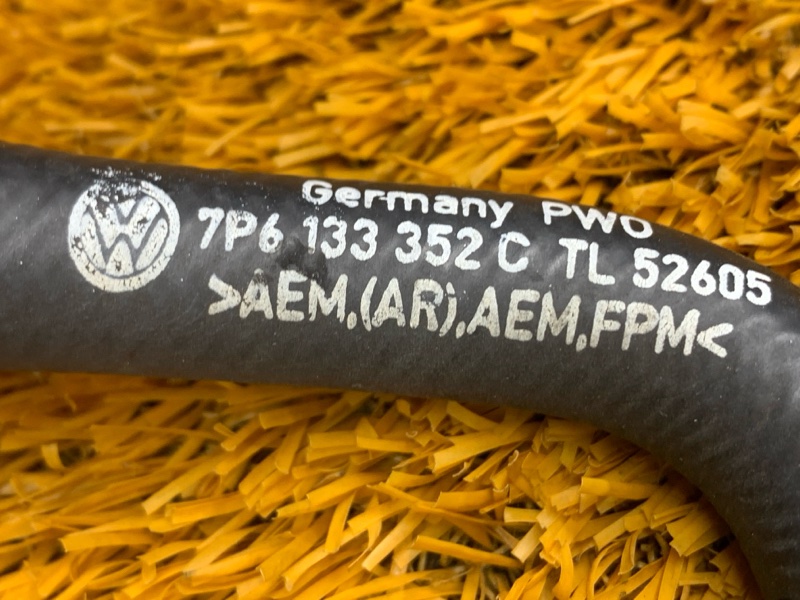 Germany PWO
7P6 133 352 C TL 52605
>AEM.(AR).AEM.FPM<